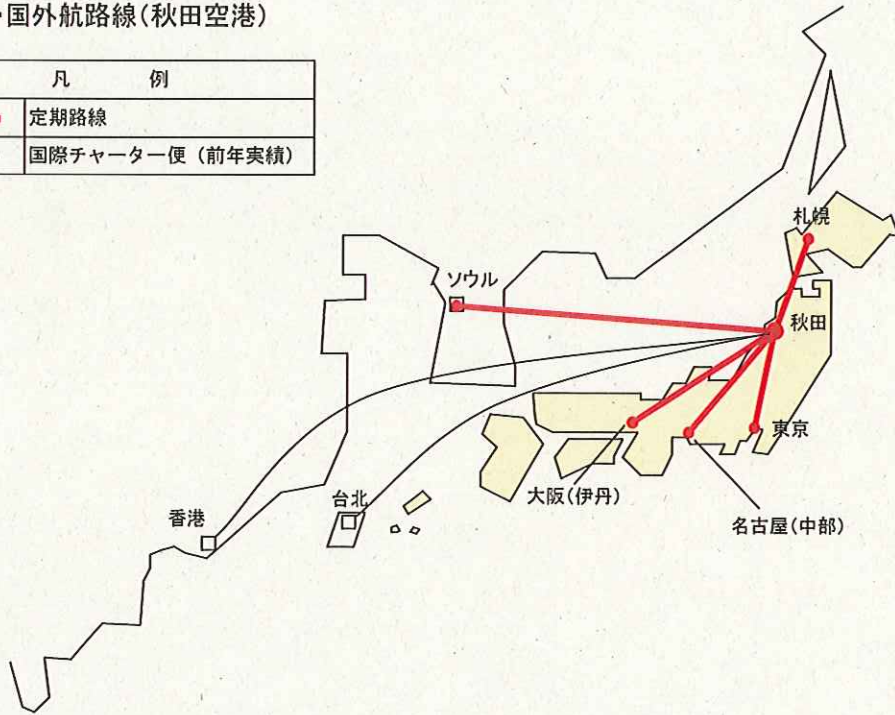 ・国外航路線(秋田空港)
凡 例
定期路線
国際チャーター便（前年実績）
札幌
ソウル
秋田
東京
大阪(伊丹)
台北
香港
名古屋(中部)